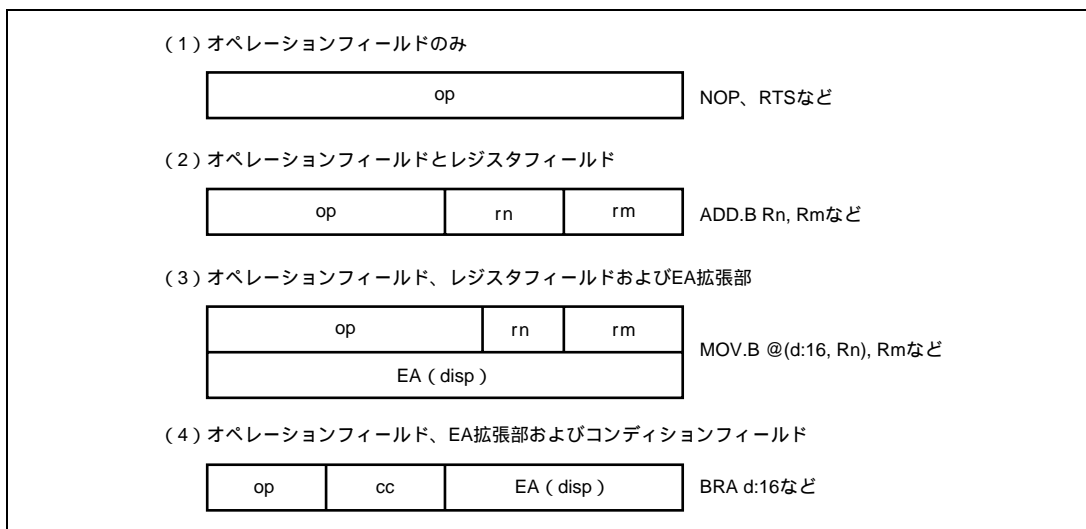 （1）オペレーションフィールドのみ
op
NOP、RTSなど
（2）オペレーションフィールドとレジスタフィールド
op rn rm
ADD.B Rn, Rmなど
（3）オペレーションフィールド、レジスタフィールドおよびEA拡張部
op rn rm
EA（disp）
MOV.B @(d:16, Rn), Rmなど
（4）オペレーションフィールド、EA拡張部およびコンディションフィールド
op cc EA（disp）
BRA d:16など